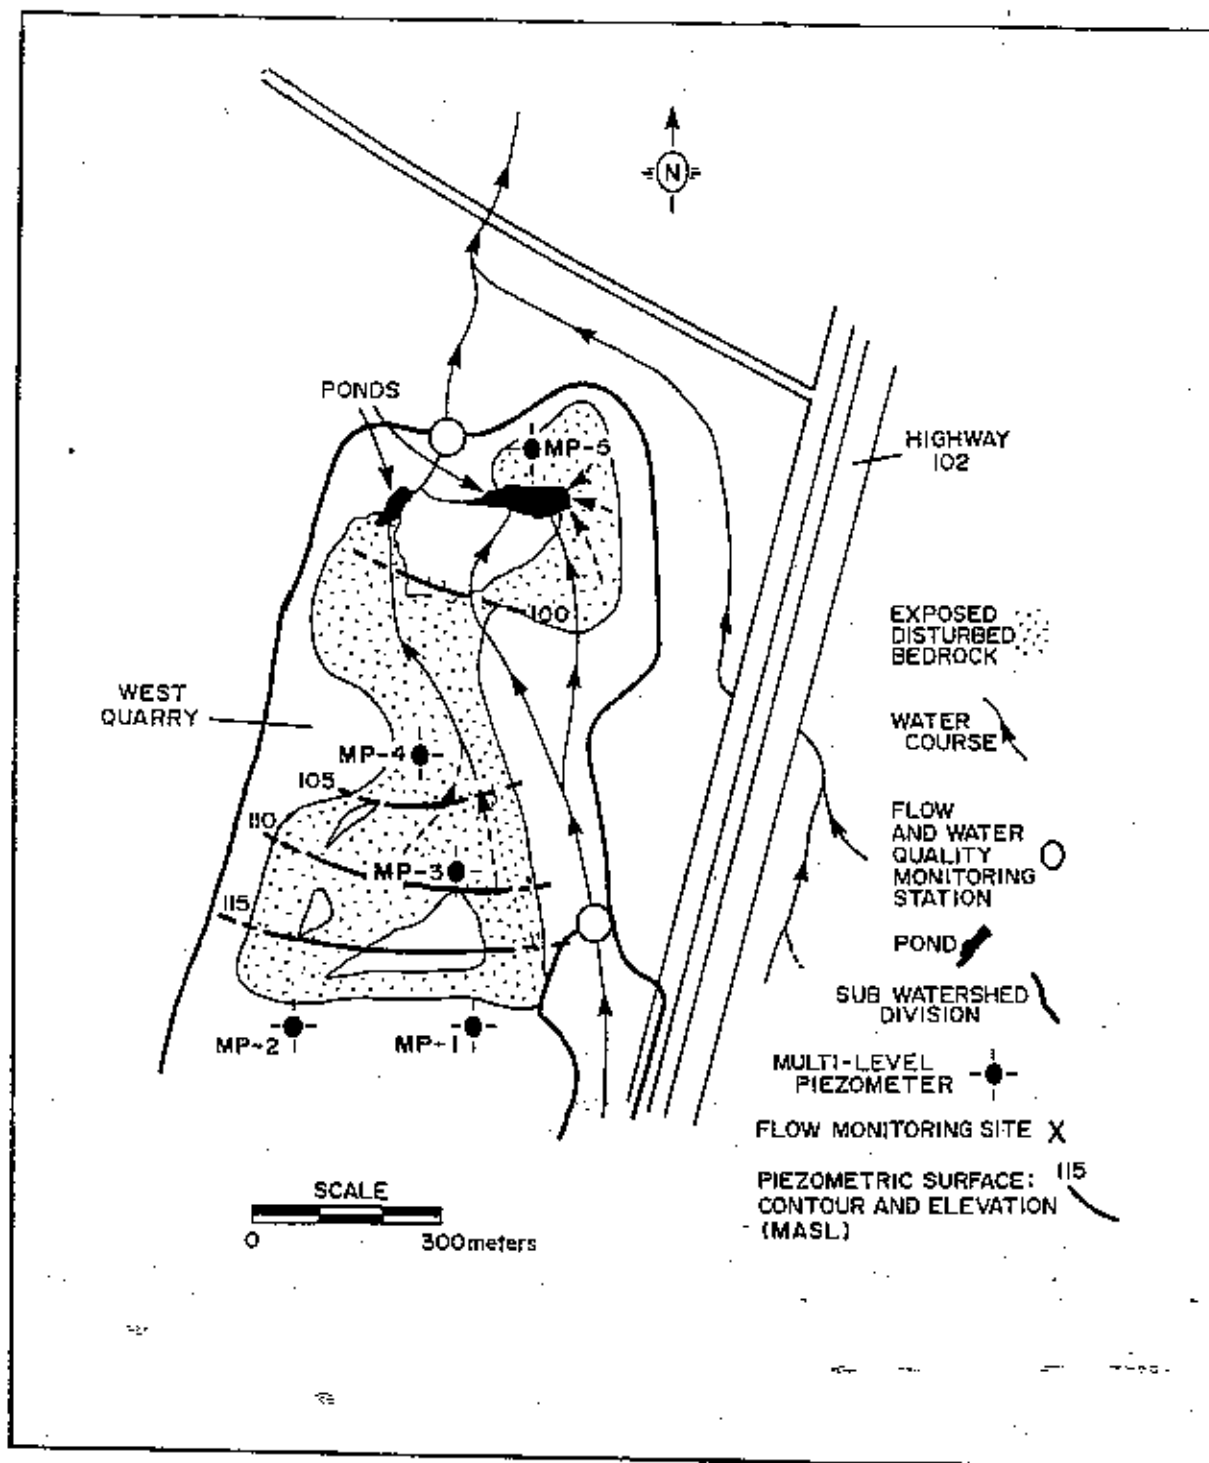 N
PONDS
MP-5
HIGHWAY
102
100
EXPOSED
DISTURBED
BEDROCK
WEST
QUARRY
WATER
COURSE
MP-4
105
110
FLOW
AND WATER
QUALITY
MONITORING
STATION
MP-3
115
POND
SUB WATERSHED
DIVISION
MP-2
MP-1
MULTI-LEVEL
PIEZOMETER
FLOW MONITORING SITE X
PIEZOMETRIC SURFACE: 115
CONTOUR AND ELEVATION
(MASL)
SCALE
0 300 meters